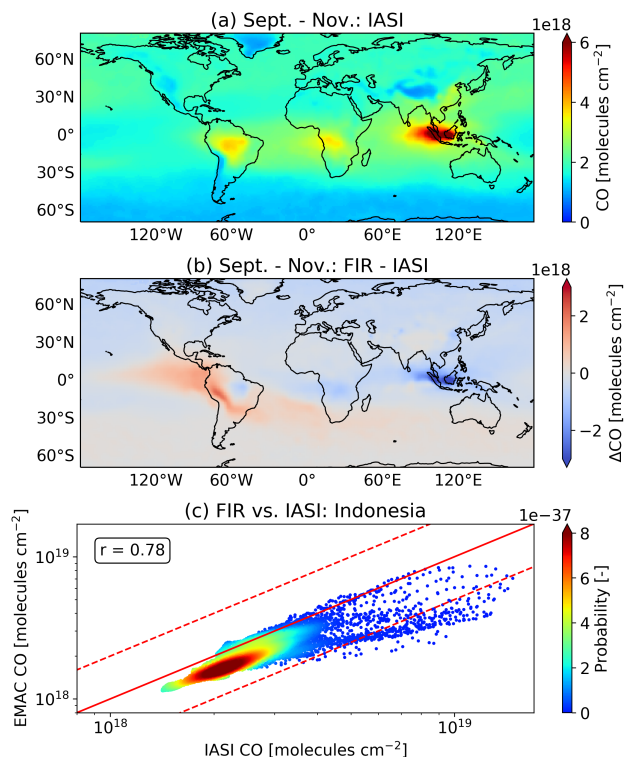 (a) Sept. - Nov.: IASI
1e18
60°N
30°N
0°
30°S
60°S
120°W 60°W 0° 60°E 120°E
6
4
2
0
CO [molecules cm⁻²]
(b) Sept. - Nov.: FIR - IASI
1e18
60°N
30°N
0°
30°S
60°S
120°W 60°W 0° 60°E 120°E
2
0
−2
ΔCO [molecules cm⁻²]
(c) FIR vs. IASI: Indonesia
1e−37
r = 0.78
10¹⁹
10¹⁸
EMAC CO [molecules cm⁻²]
10¹⁸ 10¹⁹
IASI CO [molecules cm⁻²]
8
6
4
2
0
Probability [-]